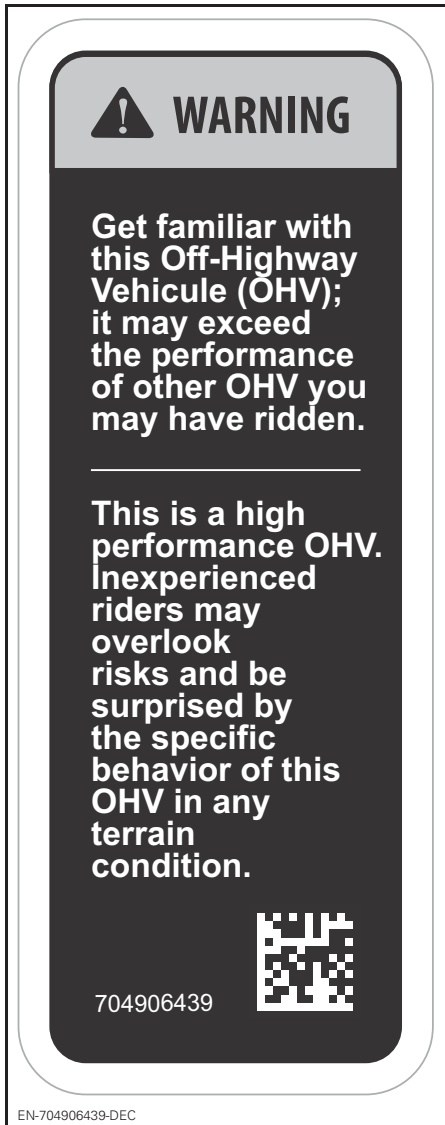 WARNING
Get familiar with
this Off-Highway
Vehicule (OHV);
it may exceed
the performance
of other OHV you
may have ridden.
This is a high
performance OHV.
Inexperienced
riders may
overlook
risks and be
surprised by
the specific
behavior of this
OHV in any
terrain
condition.
704906439
EN-704906439-DEC